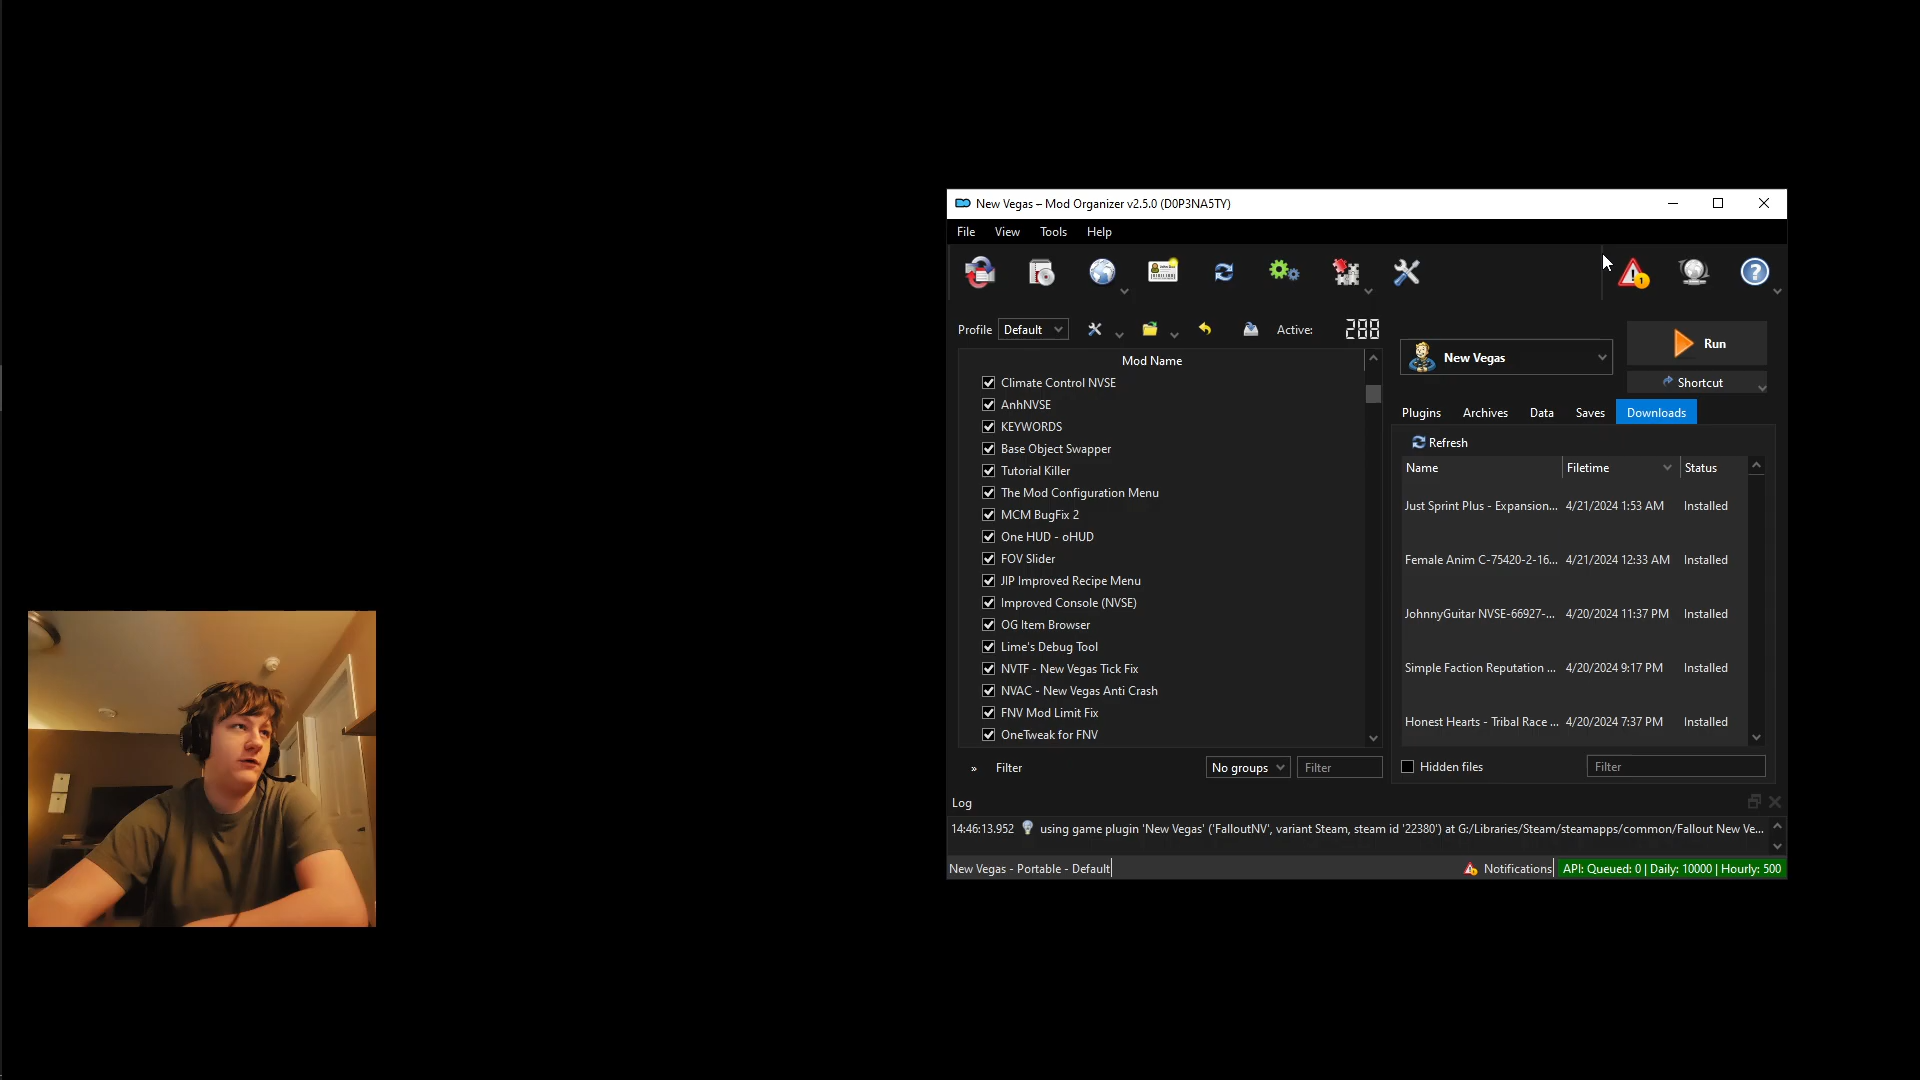 New Vegas – Mod Organizer v2.5.0 (D0P3NA5TY)
File View Tools Help
1
Profile Default Active: 288
New Vegas
Run
Shortcut
Mod Name
Climate Control NVSE
AnhNVSE
KEYWORDS
Base Object Swapper
Tutorial Killer
The Mod Configuration Menu
MCM BugFix 2
One HUD - oHUD
FOV Slider
JIP Improved Recipe Menu
Improved Console (NVSE)
OG Item Browser
Lime's Debug Tool
NVTF - New Vegas Tick Fix
NVAC - New Vegas Anti Crash
FNV Mod Limit Fix
OneTweak for FNV
» Filter No groups Filter
Plugins Archives Data Saves Downloads
Refresh
Name Filetime Status
Just Sprint Plus - Expansion... 4/21/2024 1:53 AM Installed
Female Anim C-75420-2-16... 4/21/2024 12:33 AM Installed
JohnnyGuitar NVSE-66927-... 4/20/2024 11:37 PM Installed
Simple Faction Reputation ... 4/20/2024 9:17 PM Installed
Honest Hearts - Tribal Race ... 4/20/2024 7:37 PM Installed
Hidden files Filter
Log
14:46:13.952 using game plugin 'New Vegas' ('FalloutNV', variant Steam, steam id '22380') at G:/Libraries/Steam/steamapps/common/Fallout New Ve...
New Vegas - Portable - Default Notifications API: Queued: 0 | Daily: 10000 | Hourly: 500